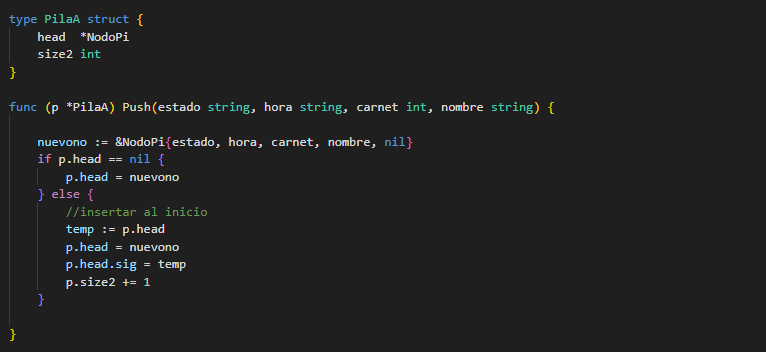 type PilaA struct {
    head  *NodoPi
    size2 int
}
func (p *PilaA) Push(estado string, hora string, carnet int, nombre string) {
    nuevono := &NodoPi{estado, hora, carnet, nombre, nil}
    if p.head == nil {
        p.head = nuevono
    } else {
        //insertar al inicio
        temp := p.head
        p.head = nuevono
        p.head.sig = temp
        p.size2 += 1
    }
}